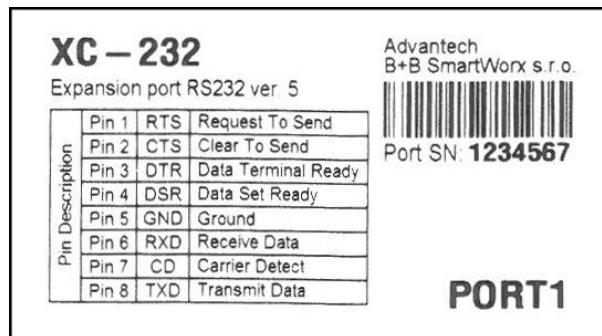 XC – 232
Expansion port RS232 ver. 5
Pin Description
Pin 1 RTS Request To Send
Pin 2 CTS Clear To Send
Pin 3 DTR Data Terminal Ready
Pin 4 DSR Data Set Ready
Pin 5 GND Ground
Pin 6 RXD Receive Data
Pin 7 CD Carrier Detect
Pin 8 TXD Transmit Data
Advantech
B+B SmartWorx s.r.o.
Port SN: 1234567
PORT1